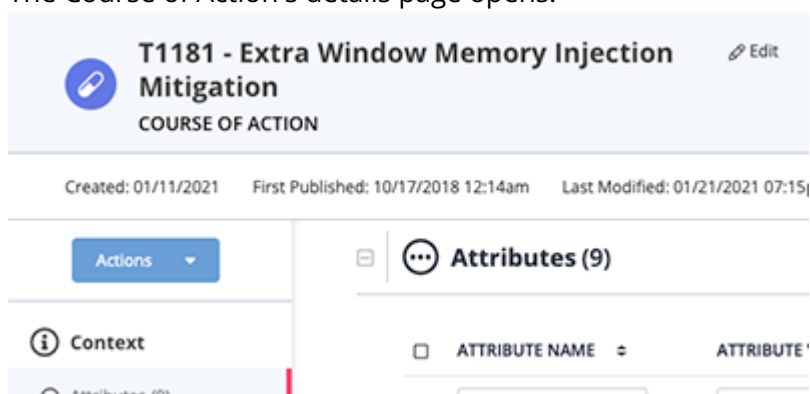 The Course of Action's details page opens.
T1181 - Extra Window Memory Injection
Mitigation
Edit
COURSE OF ACTION
Created: 01/11/2021 First Published: 10/17/2018 12:14am Last Modified: 01/21/2021 07:15p
Actions
Attributes (9)
Context
ATTRIBUTE NAME
ATTRIBUTE
Attributes (9)